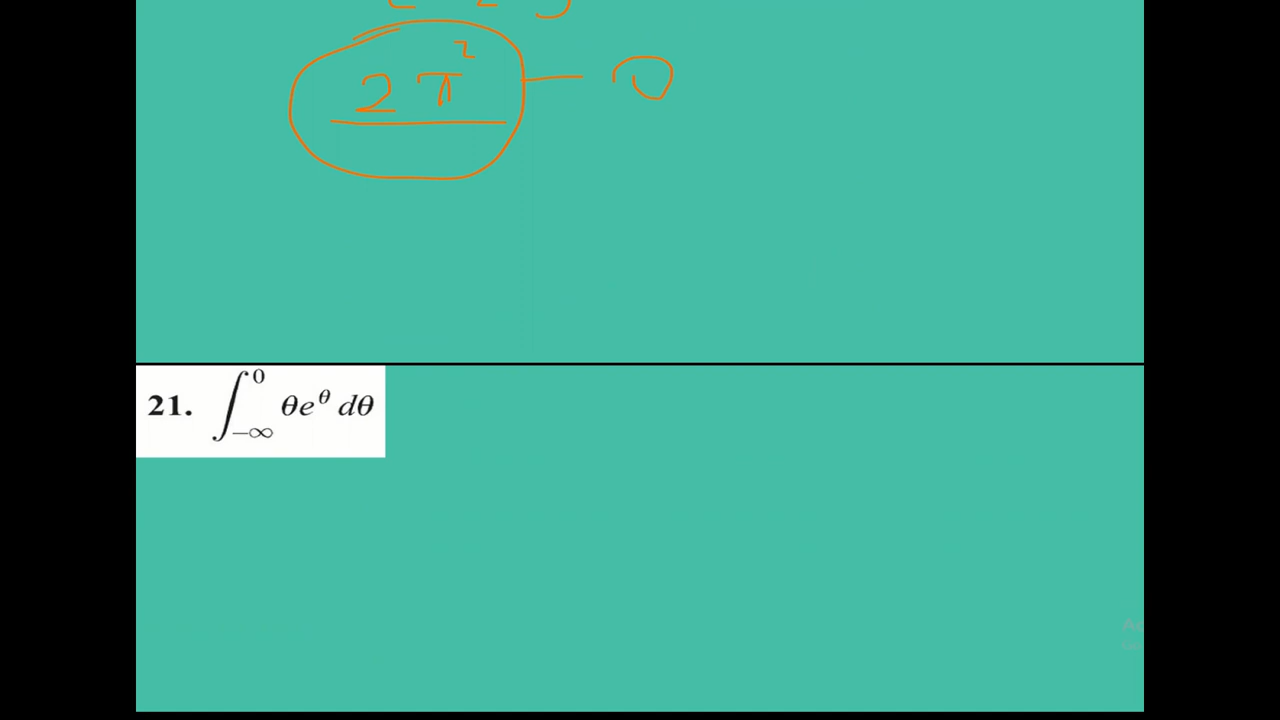 2π² — 0
21. ∫_{-∞}^{0} θe^θ dθ